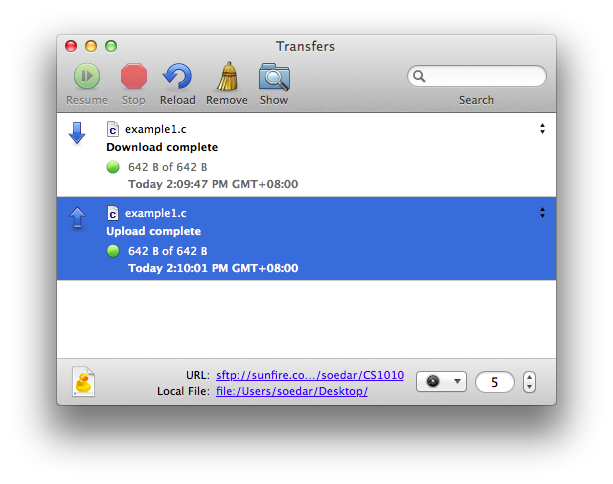 Transfers
Resume Stop Reload Remove Show Search
example1.c
Download complete
642 B of 642 B
Today 2:09:47 PM GMT+08:00
example1.c
Upload complete
642 B of 642 B
Today 2:10:01 PM GMT+08:00
URL: sftp://sunfire.co.../soedar/CS1010
Local File: file:/Users/soedar/Desktop/
5